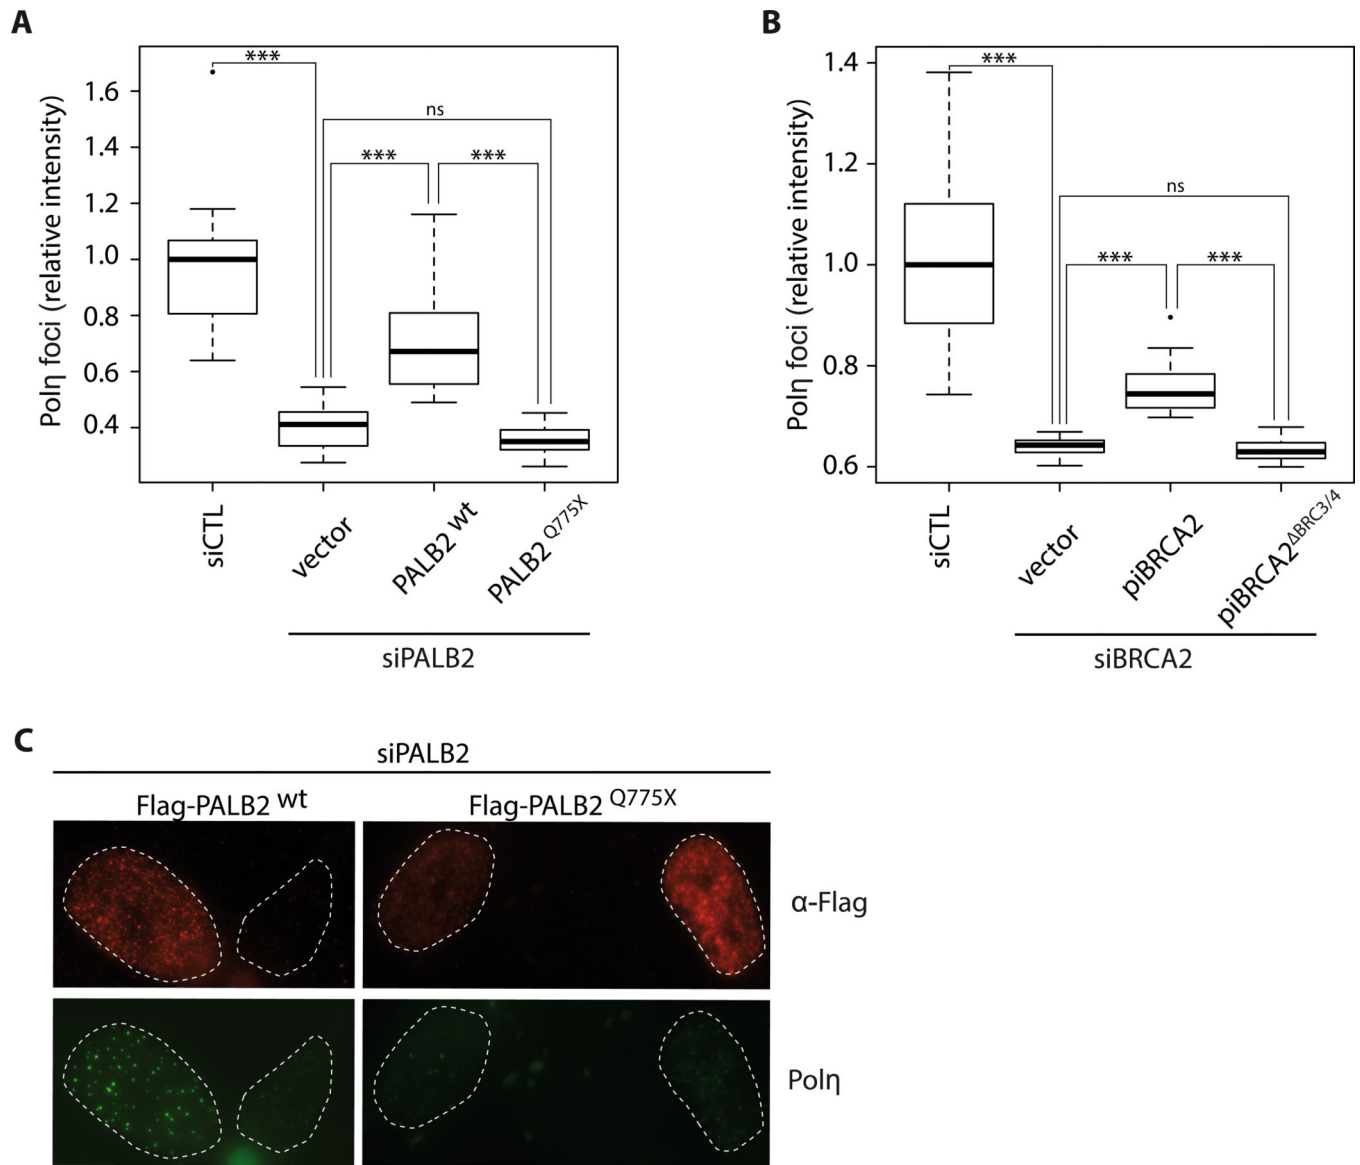 A
Polη foci (relative intensity)
1.6
1.4
1.2
1.0
0.8
0.6
0.4
***
ns
*** ***
siCTL
vector
PALB2 wt
PALB2 Q775X
siPALB2
B
Polη foci (relative intensity)
1.4
1.2
1.0
0.8
0.6
***
ns
*** ***
siCTL
vector
piBRCA2
piBRCA2ΔBRC3/4
siBRCA2
C
siPALB2
Flag-PALB2 wt Flag-PALB2 Q775X
α-Flag
Polη